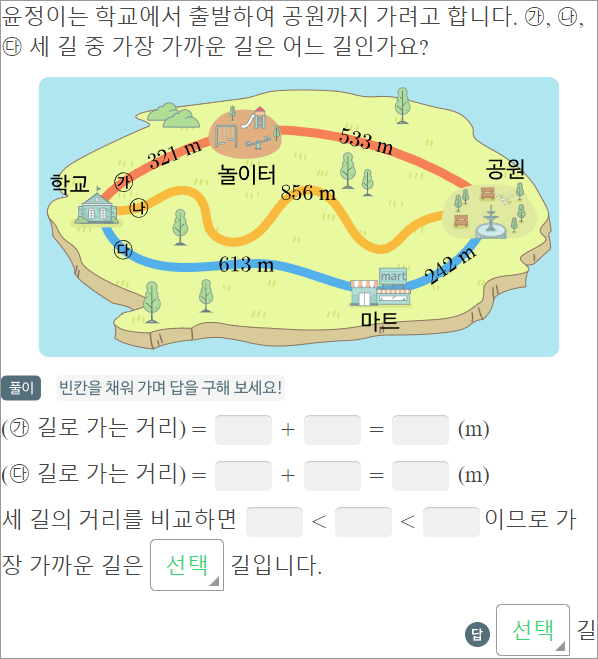 윤정이는 학교에서 출발하여 공원까지 가려고 합니다. ㉮, ㉯,
㉰ 세 길 중 가장 가까운 길은 어느 길인가요?
321 m
533 m
학교
㉮
놀이터
공원
856 m
㉯
㉰
613 m
mart
242 m
마트
풀이 빈칸을 채워 가며 답을 구해 보세요!
(㉮ 길로 가는 거리) = + = (m)
(㉰ 길로 가는 거리) = + = (m)
세 길의 거리를 비교하면 < < 이므로 가
장 가까운 길은 선택 길입니다.
답 선택 길